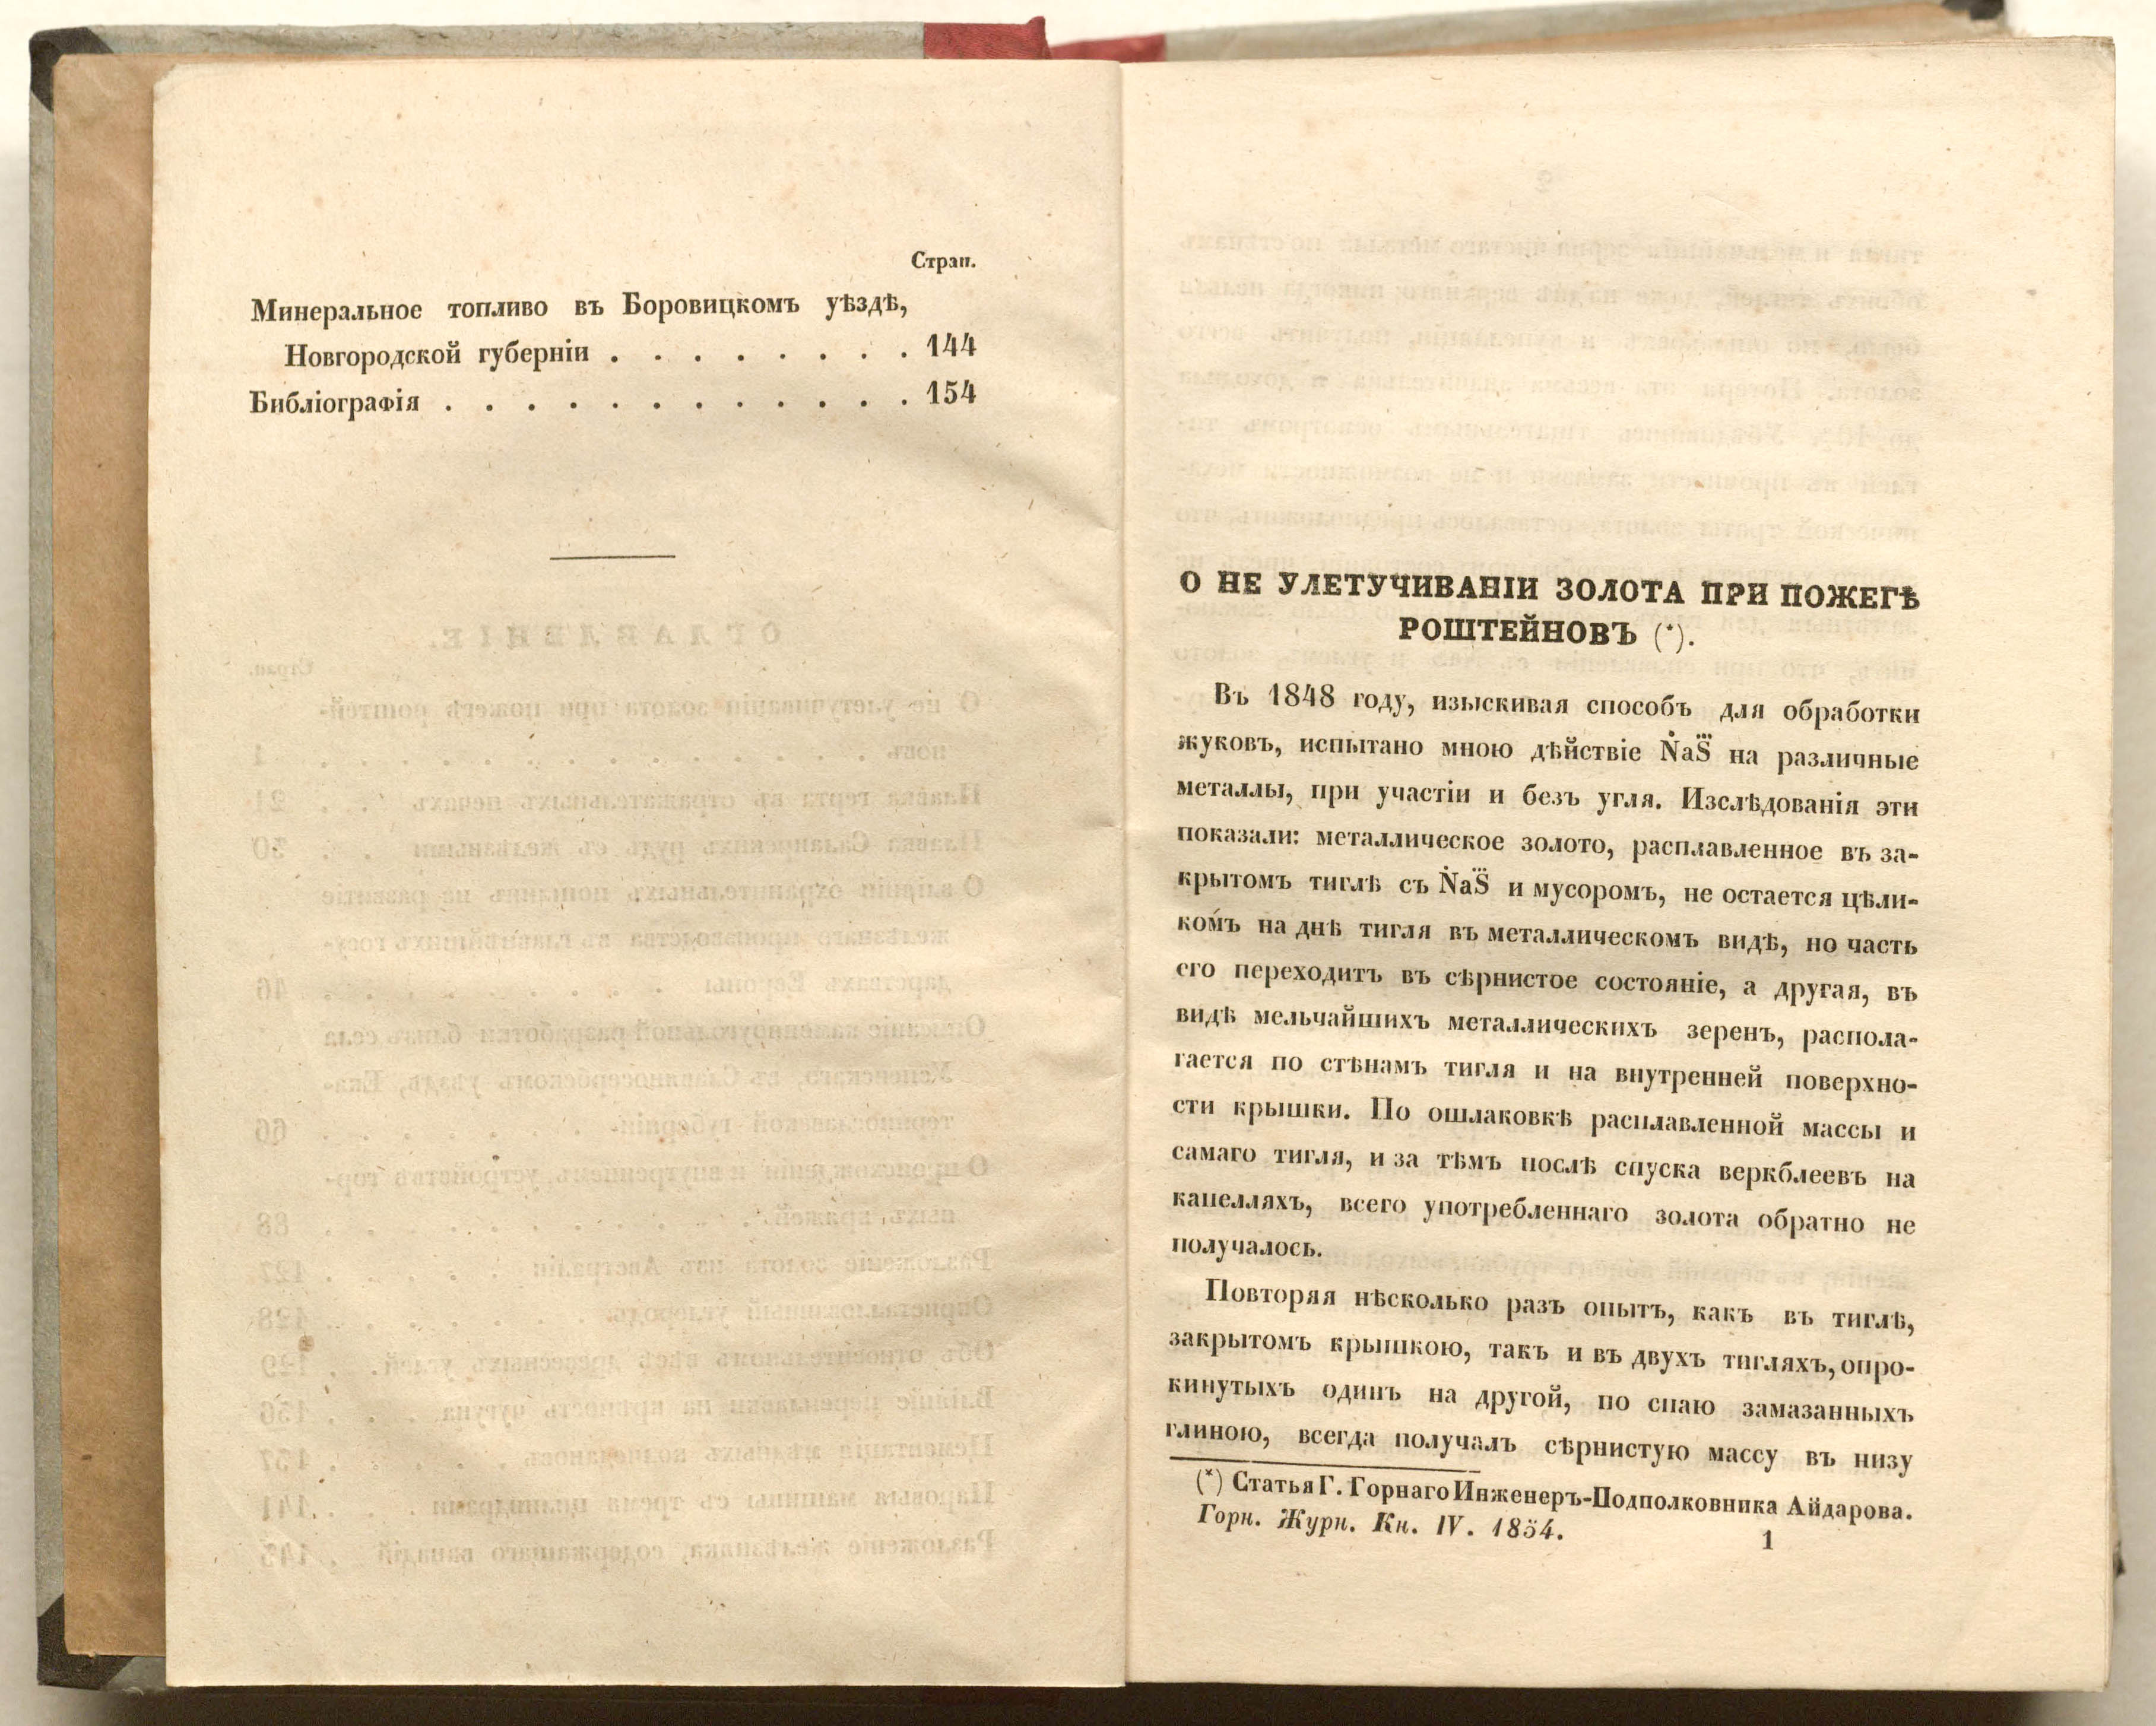 Стран.
Минеральное топливо въ Боровицкомъ уѣздѣ,
Новгородской губерніи . . . . . . . . 144
Библіографія . . . . . . . . . . . . 154
О НЕ УЛЕТУЧИВАНІИ ЗОЛОТА ПРИ ПОЖЕГѢ
РОШТЕЙНОВЪ (*).
Въ 1848 году, изыскивая способъ для обработки
жуковъ, испытано мною дѣйствіе ṄaS⃛ на различные
металлы, при участіи и безъ угля. Изслѣдованія эти
показали: металлическое золото, расплавленное въ за-
крытомъ тиглѣ съ ṄaS⃛ и мусоромъ, не остается цѣли-
комъ на днѣ тигля въ металлическомъ видѣ, но часть
его переходитъ въ сѣрнистое состояніе, а другая, въ
видѣ мельчайшихъ металлическихъ зеренъ, распола-
гается по стѣнамъ тигля и на внутренней поверхно-
сти крышки. По ошлаковкѣ расплавленной массы и
самаго тигля, и за тѣмъ послѣ спуска веркблеевъ на
капелляхъ, всего употребленнаго золота обратно не
получалось.
Повторяя нѣсколько разъ опытъ, какъ въ тиглѣ,
закрытомъ крышкою, такъ и въ двухъ тигляхъ, опро-
кинутыхъ одинъ на другой, по спаю замазанныхъ
глиною, всегда получалъ сѣрнистую массу въ низу
(*) Статья Г. Горнаго Инженеръ-Подполковника Айдарова.
Горн. Журн. Кн. IV. 1854. 1